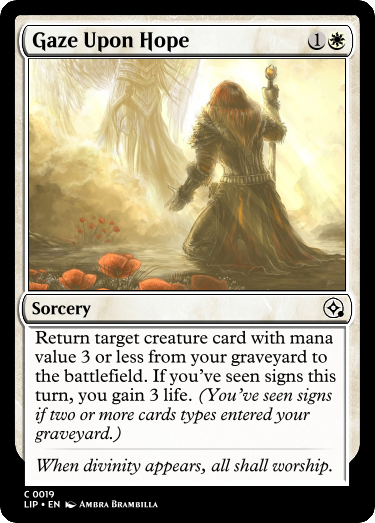 Gaze Upon Hope 1
Sorcery
Return target creature card with mana
value 3 or less from your graveyard to
the battlefield. If you've seen signs this
turn, you gain 3 life. (You've seen signs
if two or more cards types entered your
graveyard.)
When divinity appears, all shall worship.
C 0019
LIP • EN Ambra Brambilla